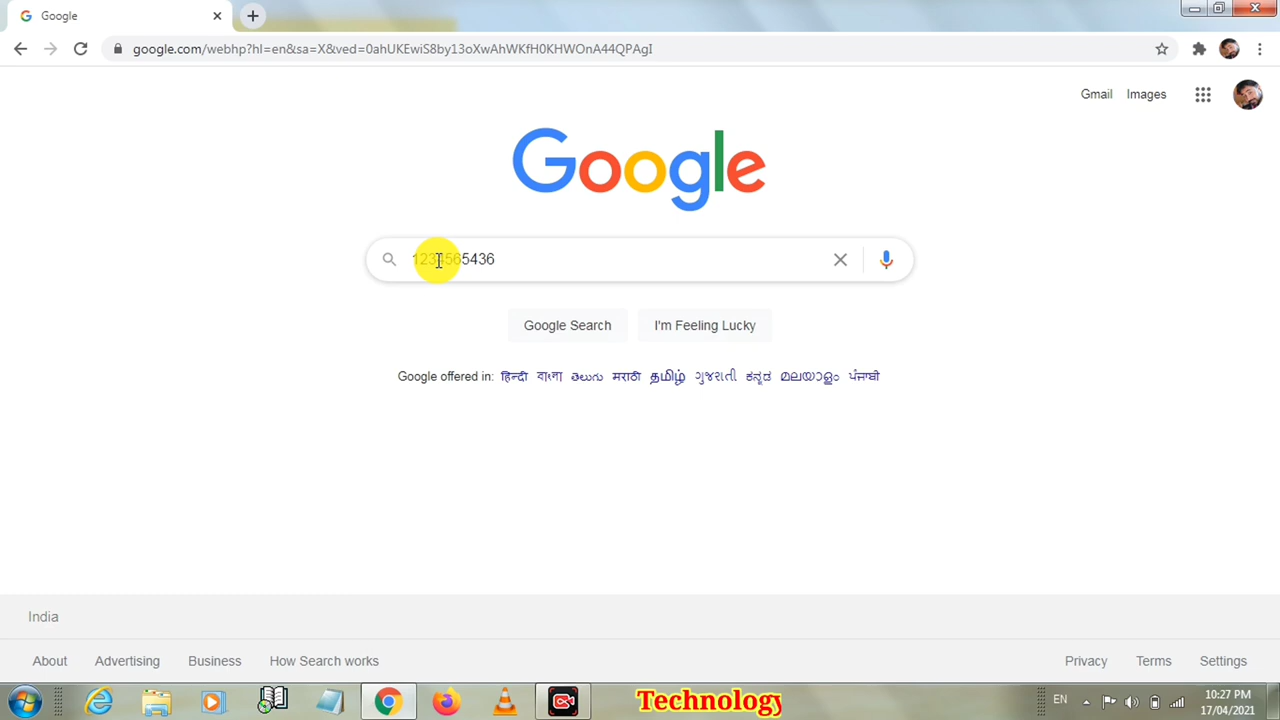 Google
google.com/webhp?hl=en&sa=X&ved=0ahUKEwiS8by13oXwAhWKfH0KHWOnA44QPAgI
Gmail Images
Google
1234565436
Google Search I'm Feeling Lucky
Google offered in: हिन्दी বাংলা తెలుగు मराठी தமிழ் ગુજરાતી ಕನ್ನಡ മലയാളം ਪੰਜਾਬੀ
India
About Advertising Business How Search works Privacy Terms Settings
Technology
EN
10:27 PM
17/04/2021